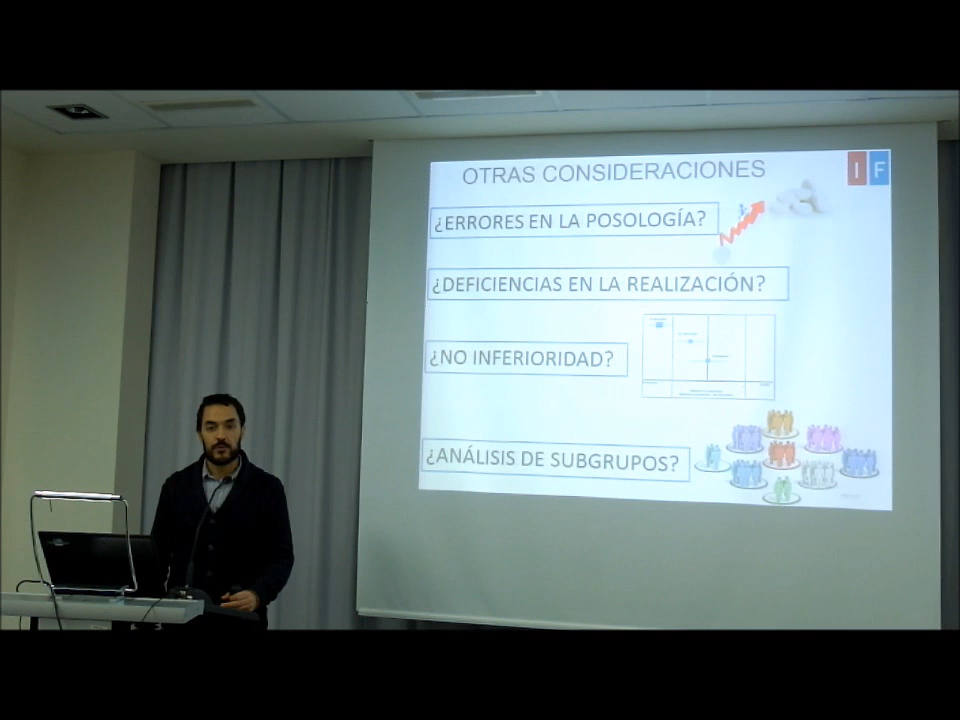 OTRAS CONSIDERACIONES
I F
¿ERRORES EN LA POSOLOGÍA?
¿DEFICIENCIAS EN LA REALIZACIÓN?
¿NO INFERIORIDAD?
¿ANÁLISIS DE SUBGRUPOS?